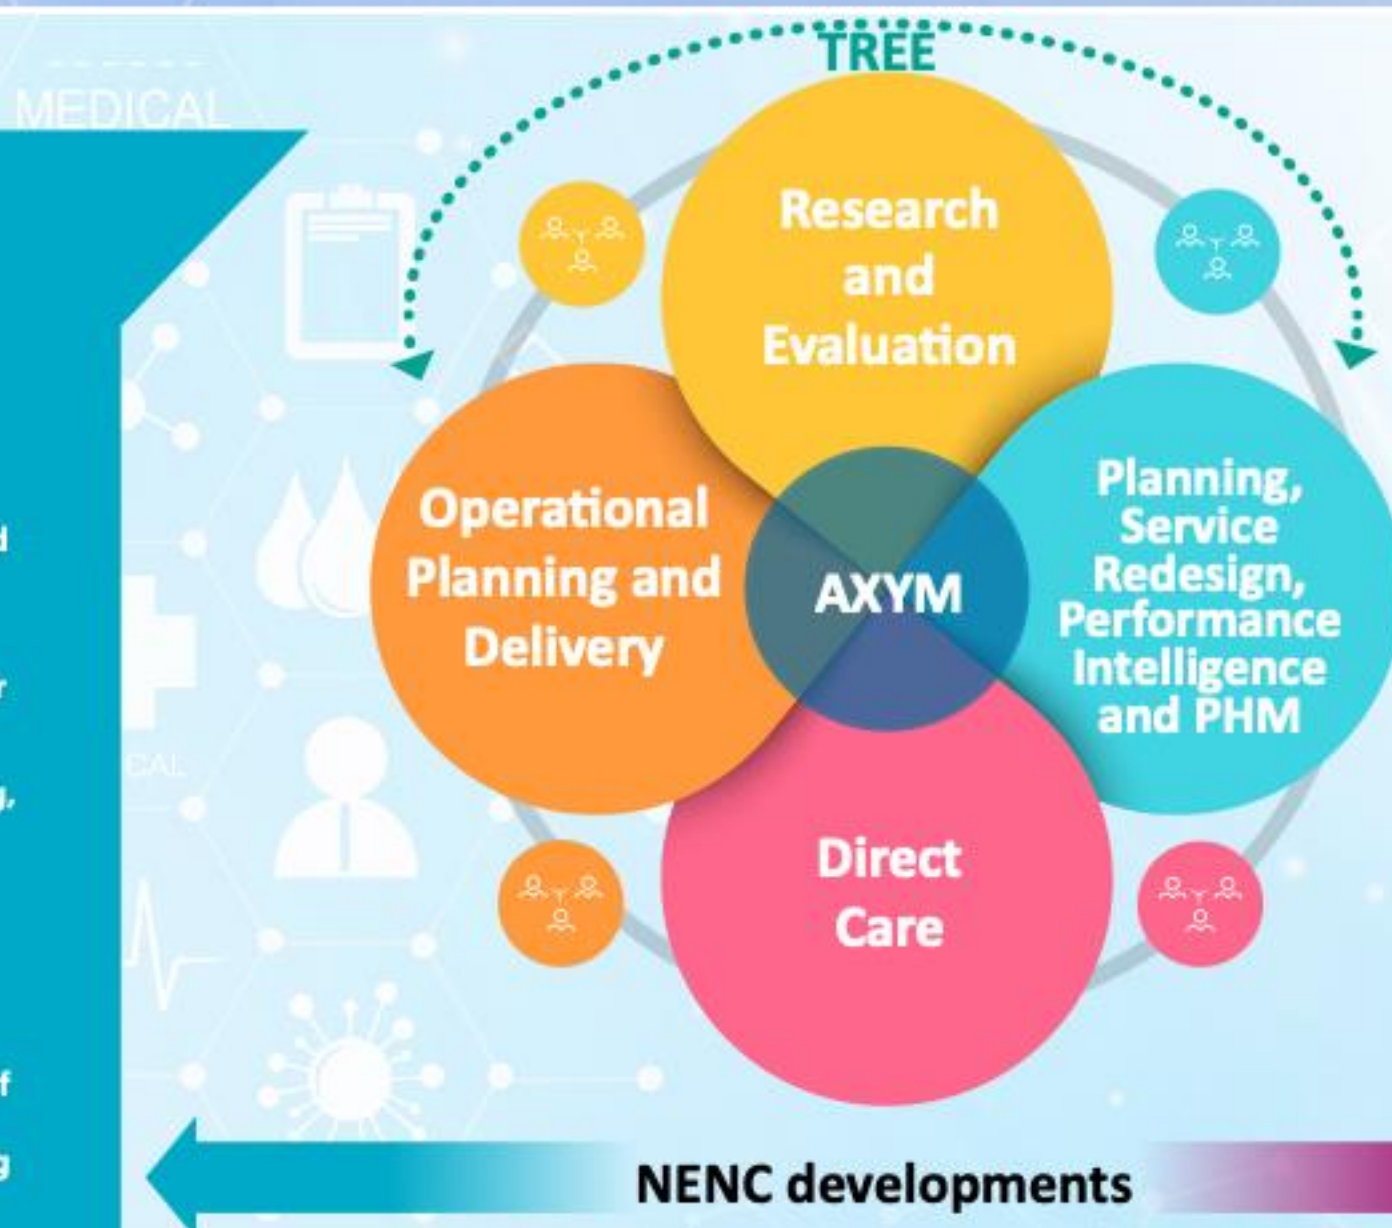 MEDICAL
TREE
Research
and
Evaluation
Operational
Planning and
Delivery
AXYM
Planning,
Service
Redesign,
Performance
Intelligence
and PHM
Direct
Care
NENC developments